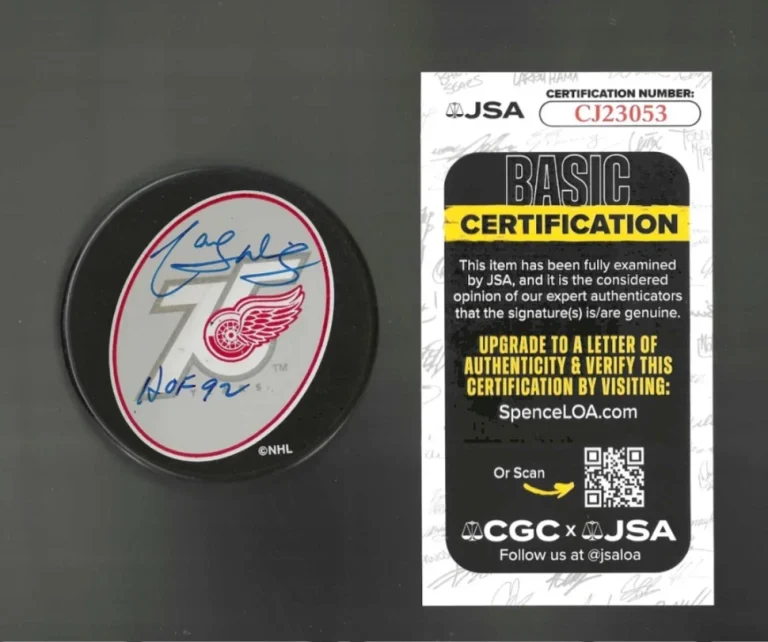 75
TM
HOF 92
©NHL
JSA
CERTIFICATION NUMBER:
CJ23053
BASIC
CERTIFICATION
This item has been fully examined
by JSA, and it is the considered
opinion of our expert authenticators
that the signature(s) is/are genuine.
UPGRADE TO A LETTER OF
AUTHENTICITY & VERIFY THIS
CERTIFICATION BY VISITING:
SpenceLOA.com
Or Scan
CGC x JSA
Follow us at @jsaloa